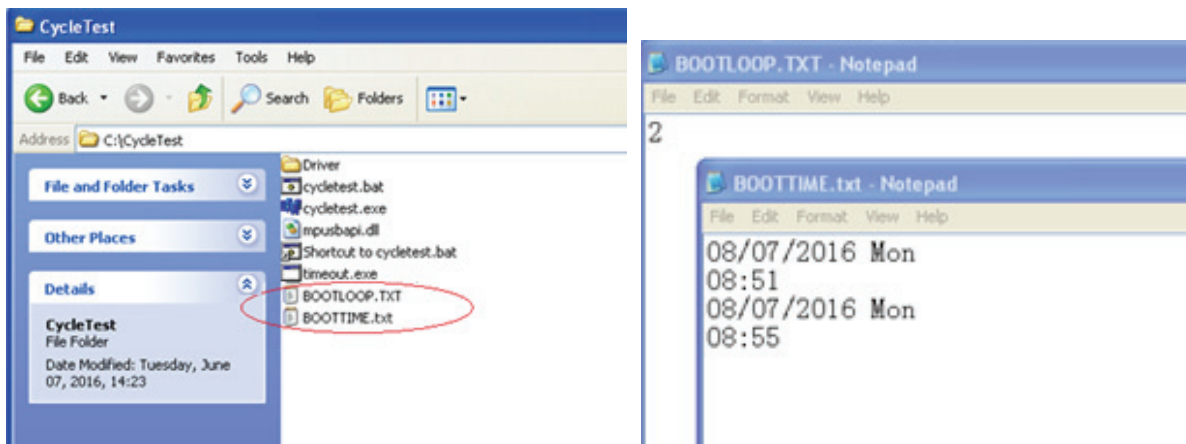 CycleTest
File Edit View Favorites Tools Help
Back Search Folders
Address C:\CycleTest
File and Folder Tasks
Other Places
Details
CycleTest
File Folder
Date Modified: Tuesday, June
07, 2016, 14:23
Driver
cycletest.bat
cycletest.exe
mpusbapi.dll
Shortcut to cycletest.bat
timeout.exe
BOOTLOOP.TXT
BOOTTIME.txt
BOOTLOOP.TXT - Notepad
File Edit Format View Help
2
BOOTTIME.txt - Notepad
File Edit Format View Help
08/07/2016 Mon
08:51
08/07/2016 Mon
08:55